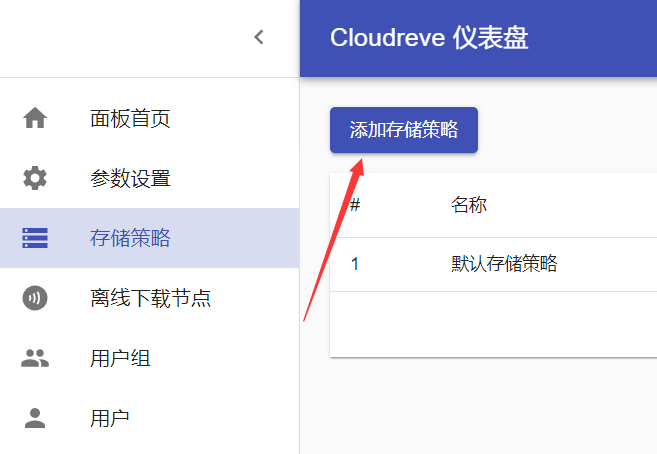 Cloudreve 仪表盘
面板首页
参数设置
存储策略
离线下载节点
用户组
用户
添加存储策略
# 名称
1 默认存储策略